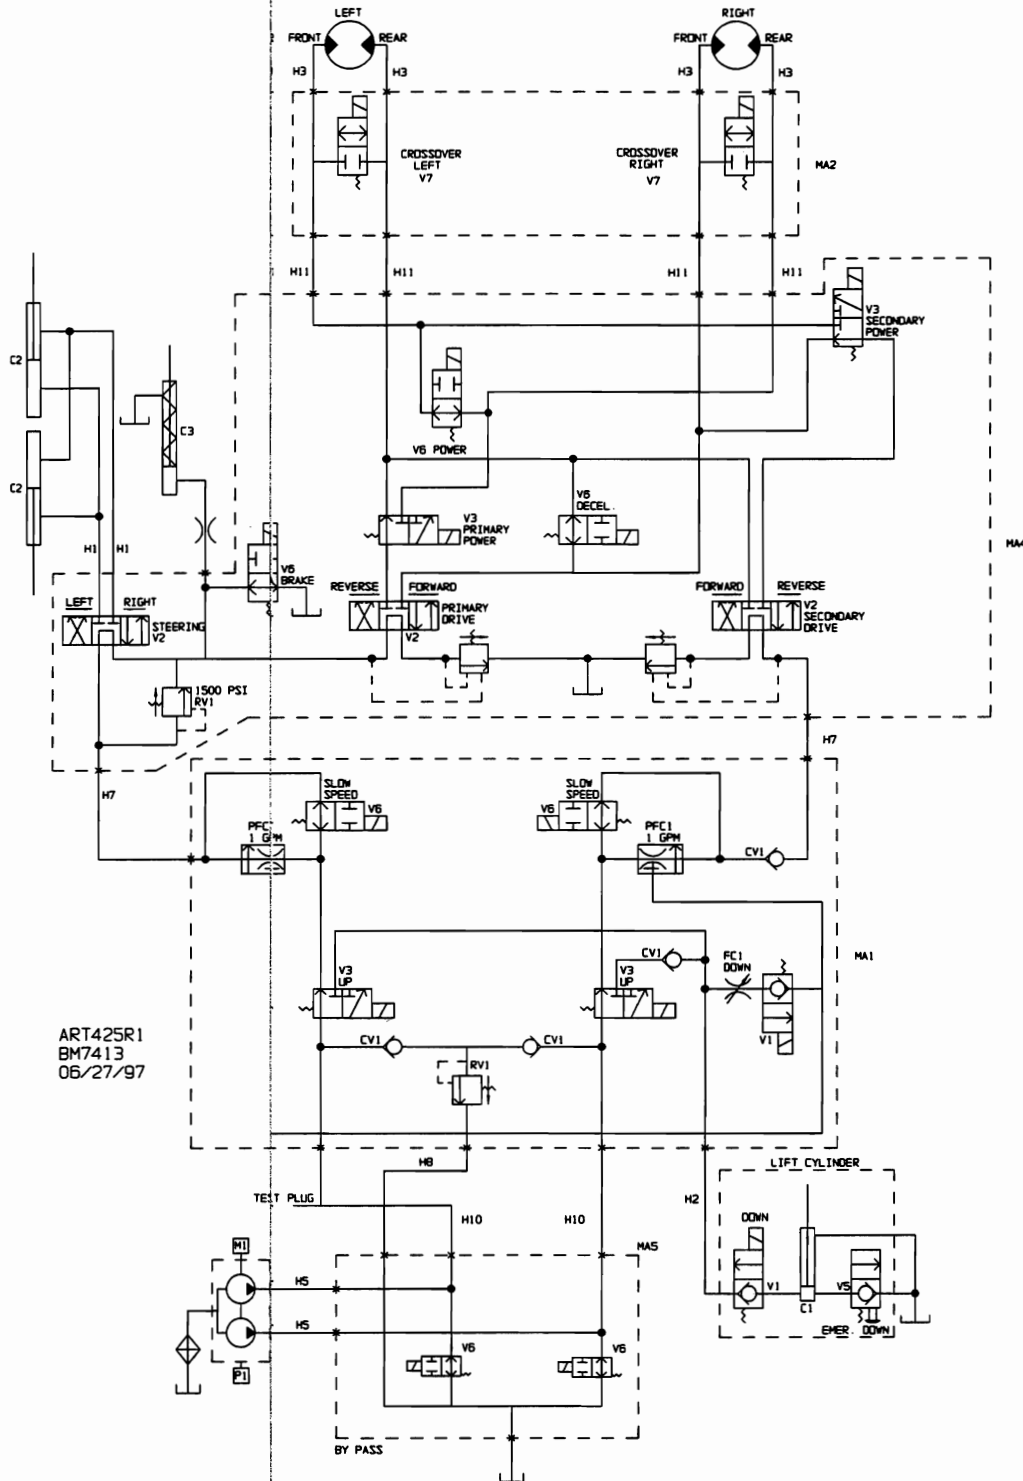 LEFT
RIGHT
FRONT
REAR
FRONT
REAR
H3
H3
H3
H3
CROSSOVER
LEFT
V7
CROSSOVER
RIGHT
V7
MA2
H11
H11
H11
H11
V3
SECONDARY
POWER
C2
C3
C2
V6 POWER
V3
PRIMARY
POWER
V6
DECEL.
MA4
H1
H1
V6
BRAKE
REVERSE
FORWARD
FORWARD
REVERSE
LEFT
RIGHT
STEERING
V2
PRIMARY
DRIVE
V2
V2
SECONDARY
DRIVE
1500 PSI
RV1
H7
H7
SLOW
SPEED
V6
SLOW
SPEED
V6
PFC1
1 GPM
PFC1
1 GPM
CV1
V3
UP
V3
UP
CV1
FC1
DOWN
MA1
V1
ART425R1
BM7413
06/27/97
CV1
CV1
RV1
H8
LIFT CYLINDER
TEST PLUG
H10
H10
H2
DOWN
MA5
M1
H5
H5
V1
C1
V5
EMER. DOWN
V6
V6
P1
BY PASS